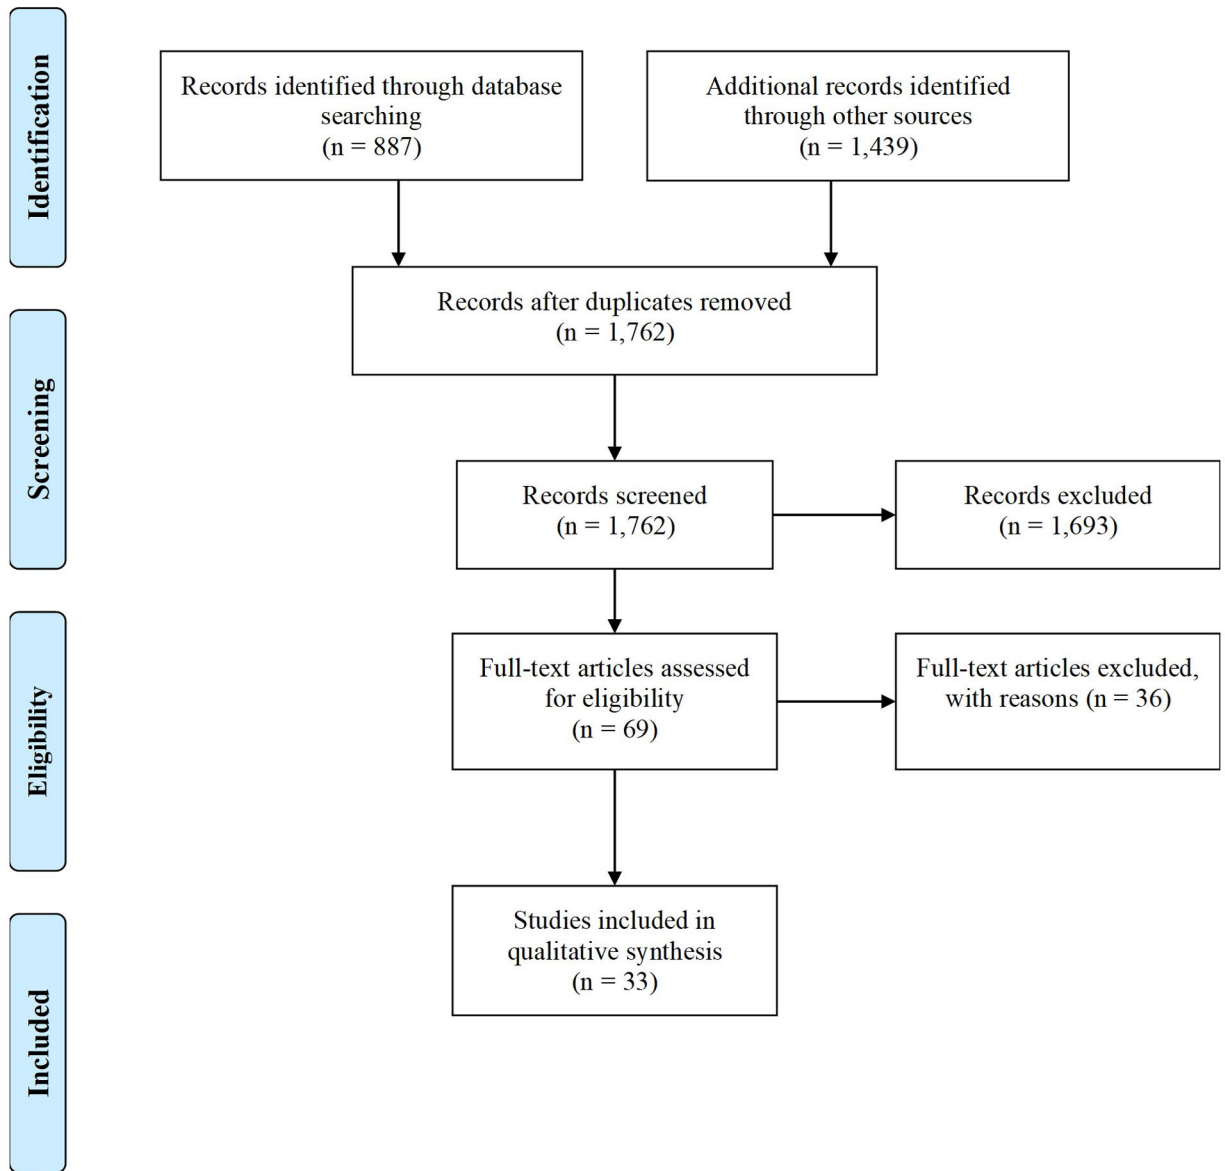 Identification
Records identified through database
searching
(n = 887)
Additional records identified
through other sources
(n = 1,439)
Records after duplicates removed
(n = 1,762)
Screening
Records screened
(n = 1,762)
Records excluded
(n = 1,693)
Eligibility
Full-text articles assessed
for eligibility
(n = 69)
Full-text articles excluded,
with reasons (n = 36)
Included
Studies included in
qualitative synthesis
(n = 33)